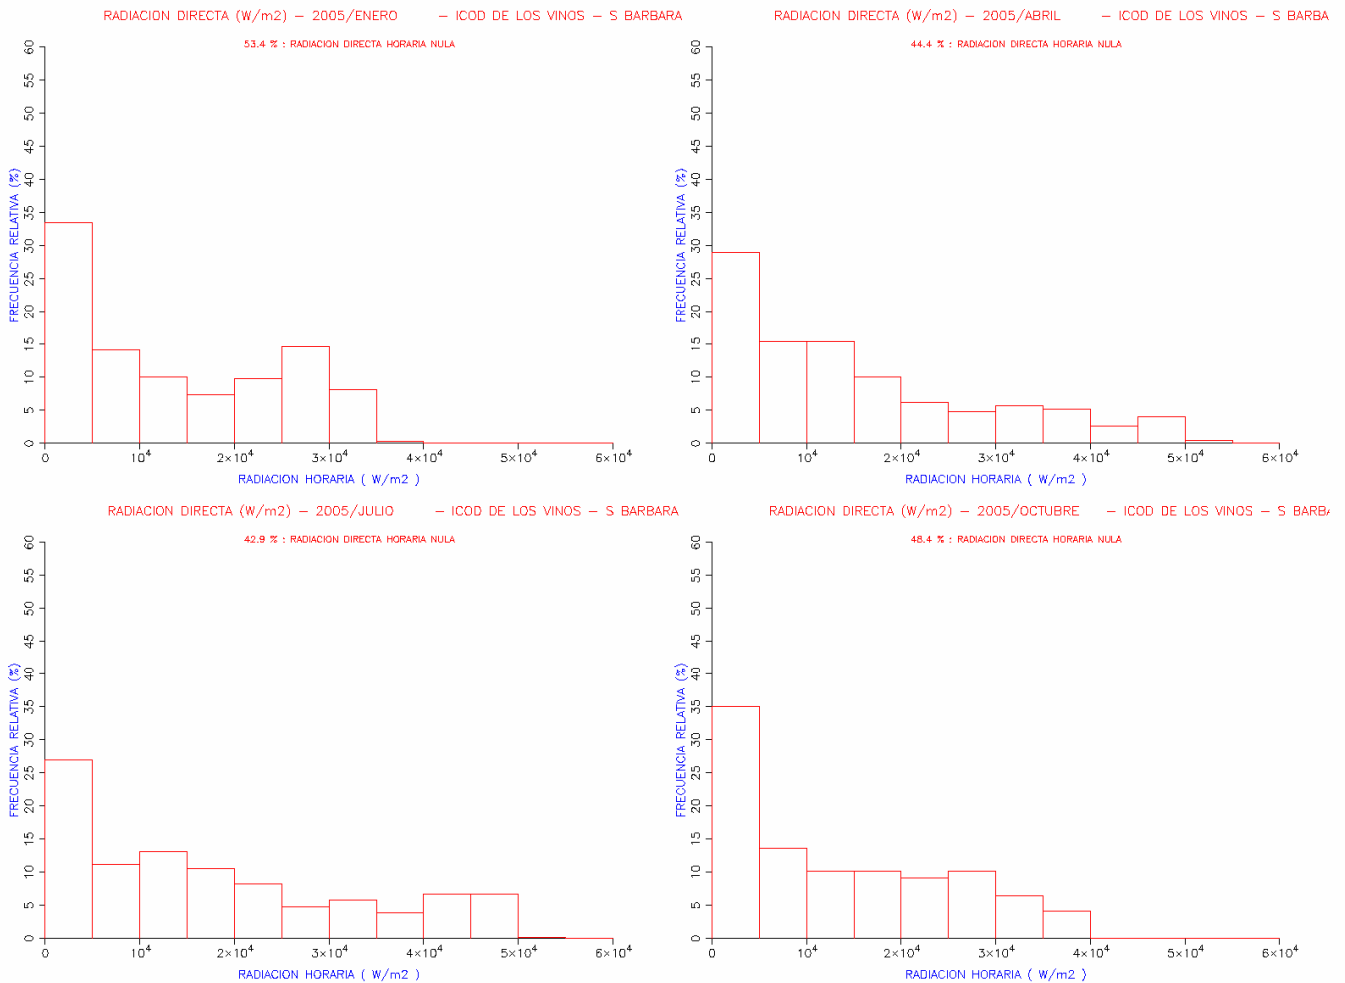 RADIACION DIRECTA (W/m2) – 2005/ENERO – ICOD DE LOS VINOS – S BARBARA
53.4 % : RADIACION DIRECTA HORARIA NULA
60
55
50
45
40
35
30
25
20
15
10
5
0
FRECUENCIA RELATIVA (%)
0 10⁴ 2×10⁴ 3×10⁴ 4×10⁴ 5×10⁴ 6×10⁴
RADIACION HORARIA ( W/m2 )
RADIACION DIRECTA (W/m2) – 2005/ABRIL – ICOD DE LOS VINOS – S BARBA
44.4 % : RADIACION DIRECTA HORARIA NULA
60
55
50
45
40
35
30
25
20
15
10
5
0
FRECUENCIA RELATIVA (%)
0 10⁴ 2×10⁴ 3×10⁴ 4×10⁴ 5×10⁴ 6×10⁴
RADIACION HORARIA ( W/m2 )
RADIACION DIRECTA (W/m2) – 2005/JULIO – ICOD DE LOS VINOS – S BARBARA
42.9 % : RADIACION DIRECTA HORARIA NULA
60
55
50
45
40
35
30
25
20
15
10
5
0
FRECUENCIA RELATIVA (%)
0 10⁴ 2×10⁴ 3×10⁴ 4×10⁴ 5×10⁴ 6×10⁴
RADIACION HORARIA ( W/m2 )
RADIACION DIRECTA (W/m2) – 2005/OCTUBRE – ICOD DE LOS VINOS – S BARBA
48.4 % : RADIACION DIRECTA HORARIA NULA
60
55
50
45
40
35
30
25
20
15
10
5
0
FRECUENCIA RELATIVA (%)
0 10⁴ 2×10⁴ 3×10⁴ 4×10⁴ 5×10⁴ 6×10⁴
RADIACION HORARIA ( W/m2 )